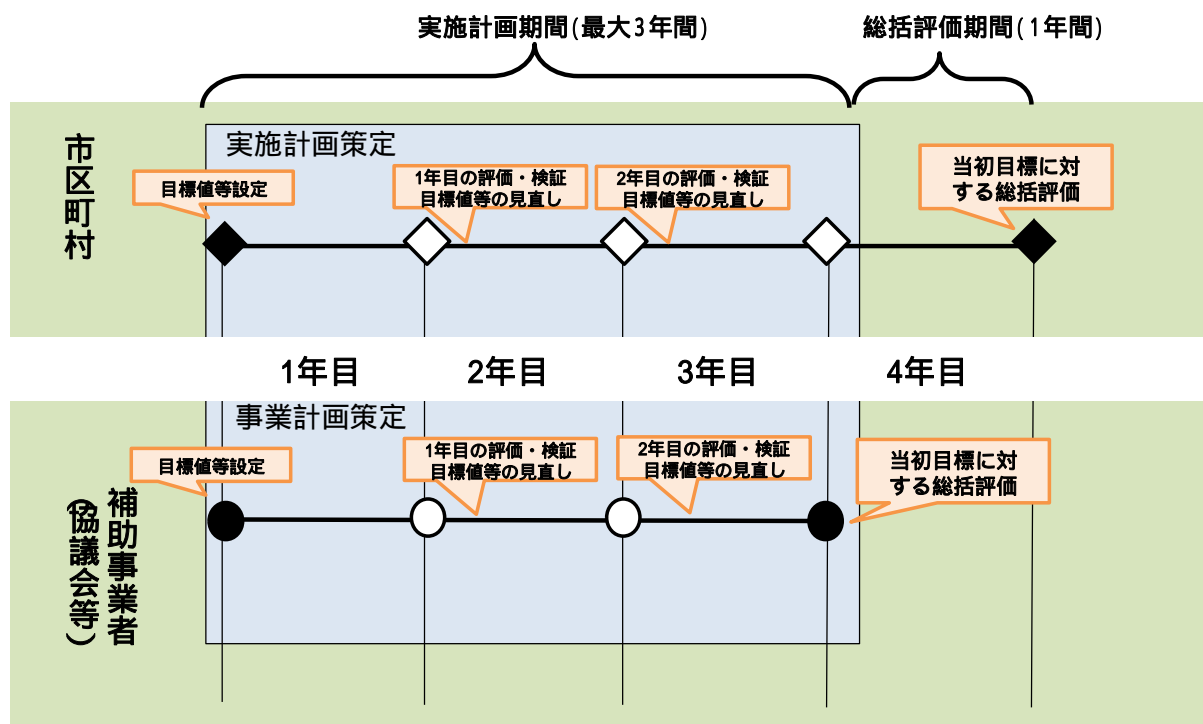 実施計画期間(最大3年間)
総括評価期間(1年間)
市区町村
実施計画策定
目標値等設定
1年目の評価・検証
目標値等の見直し
2年目の評価・検証
目標値等の見直し
当初目標に対
する総括評価
1年目
2年目
3年目
4年目
補助事業者
(協議会等)
事業計画策定
目標値等設定
1年目の評価・検証
目標値等の見直し
2年目の評価・検証
目標値等の見直し
当初目標に対
する総括評価